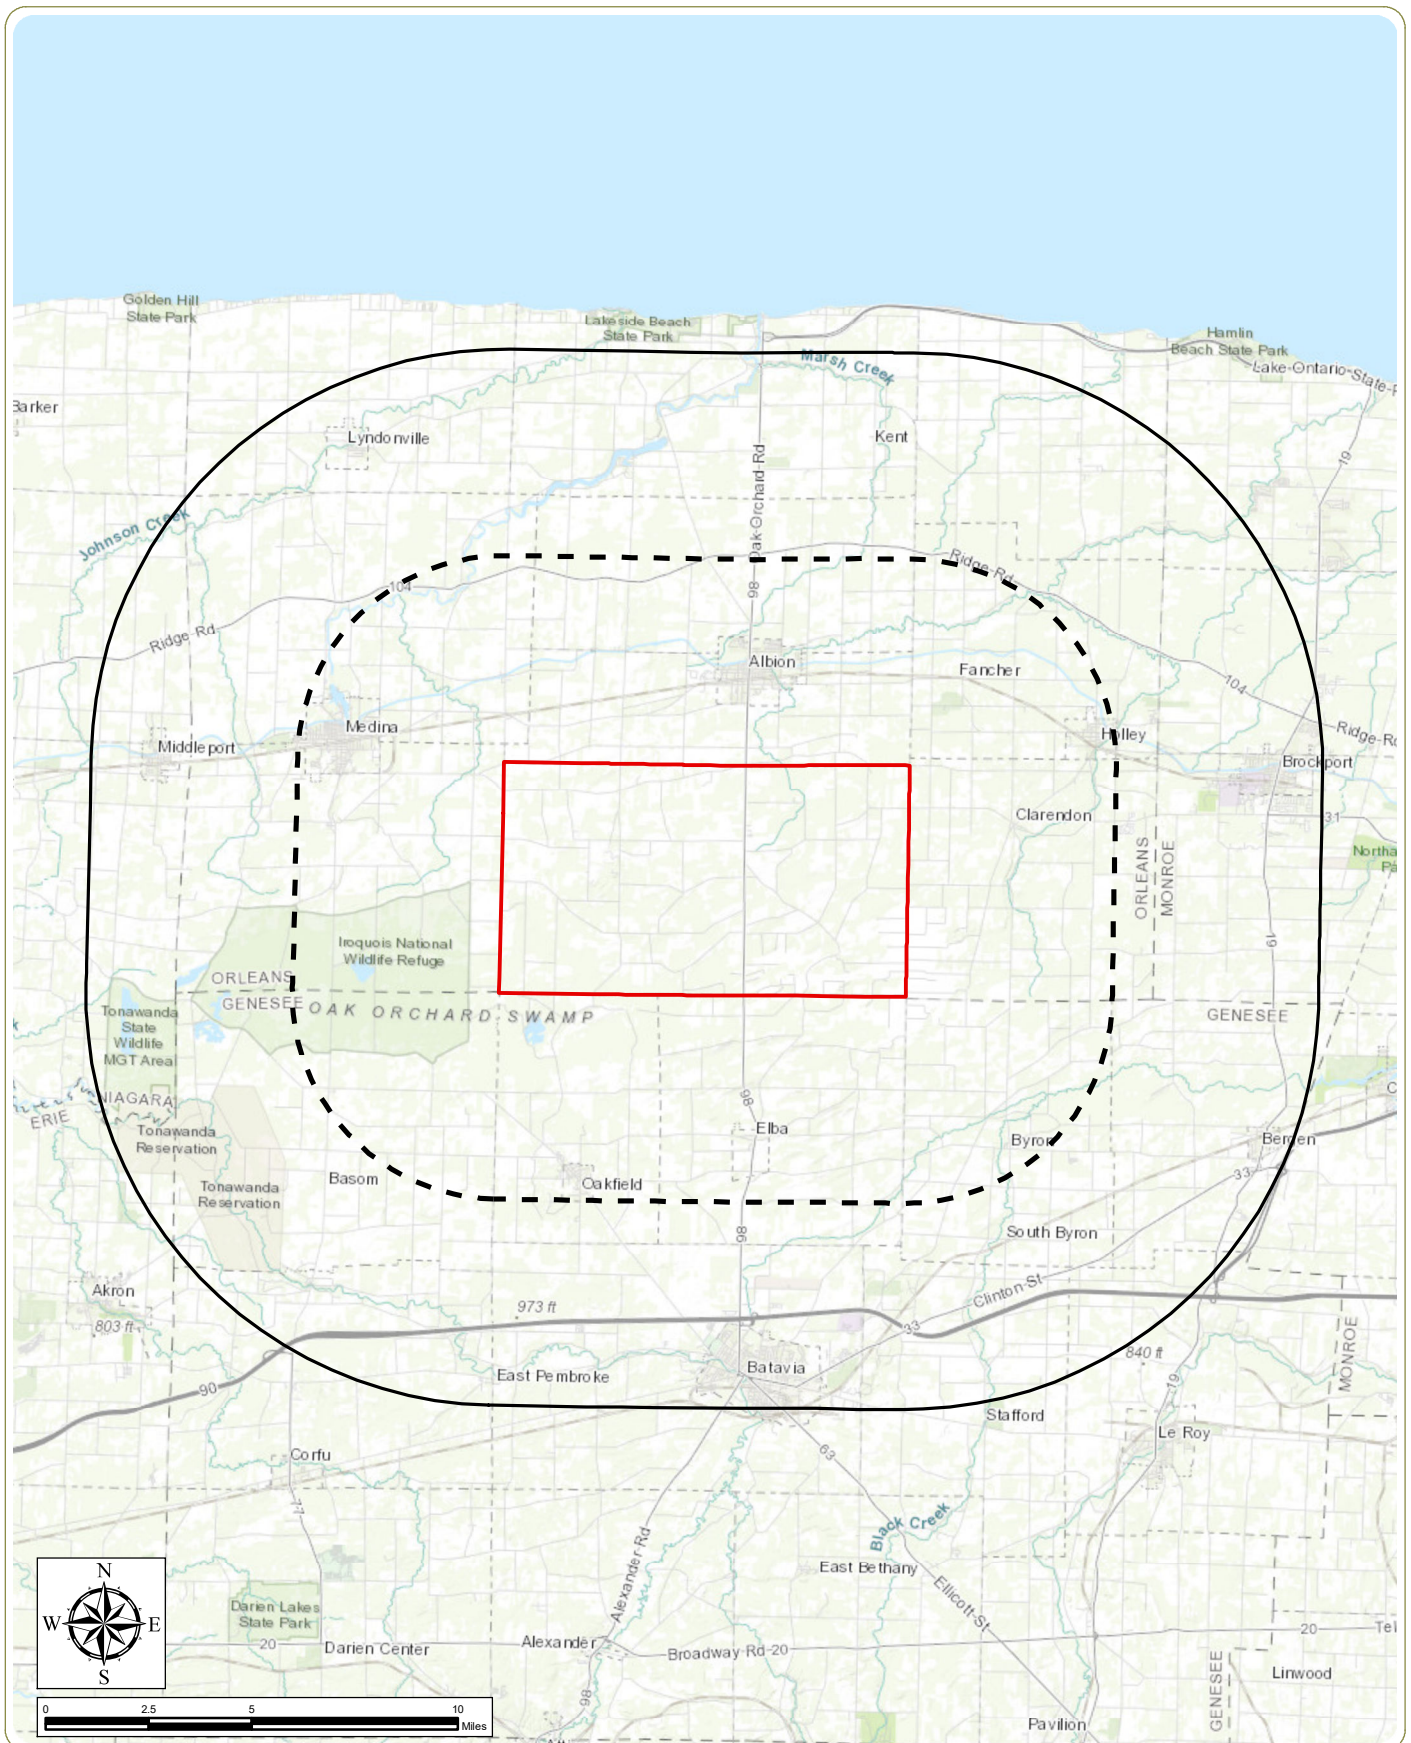 Golden Hill
State Park
Lakeside Beach
State Park
Hamlin
Beach State Park
Lake-Ontario-State-P
Marsh Creek
Barker
Lyndonville
Kent
19
Oak-Orchard-Rd
Johnson Creek
Ridge-Rd
104
98
Ridge-Rd
Albion
Fancher
104
Medina
Holley
Ridge-Rd
Middleport
Brockport
Clarendon
31
ORLEANS
MONROE
Northa
Pa
Iroquois National
Wildlife Refuge
19
ORLEANS
GENESEE
OAK ORCHARD SWAMP
GENESEE
Tonawanda
State
Wildlife
MGT Area
k
NIAGARA
ERIE
C
98
Elba
Tonawanda
Reservation
Byron
Bergen
33
Basom
Oakfield
Tonawanda
Reservation
98
South Byron
Akron
Clinton-St
973 ft
803 ft
33
MONROE
840 ft
Batavia
East Pembroke
90
19
Stafford
Le Roy
63
Corfu
77
Black Creek
Alexander-Rd
East Bethany
Ellicott-St
Darien Lakes
State Park
20
Darien Center
Alexander
Broadway-Rd-20
20
Tel
GENESEE
Linwood
98
Pavilion
N
W
E
S
0
2.5
5
10
Miles